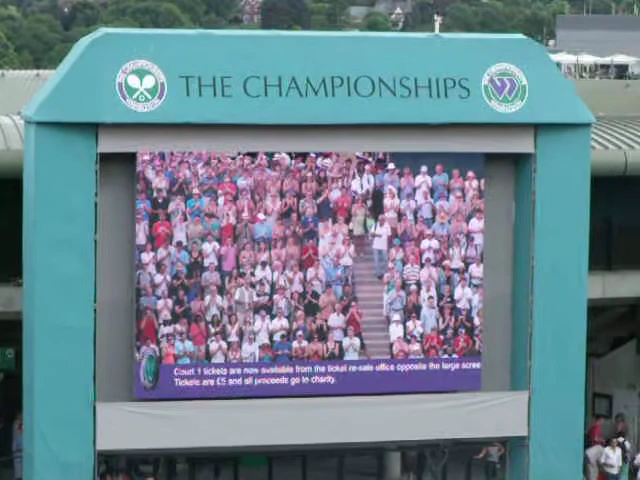 THE CHAMPIONSHIPS
Court 1 tickets are now available from the ticket re-sale office opposite the large scree
Tickets are £5 and all proceeds go to charity.